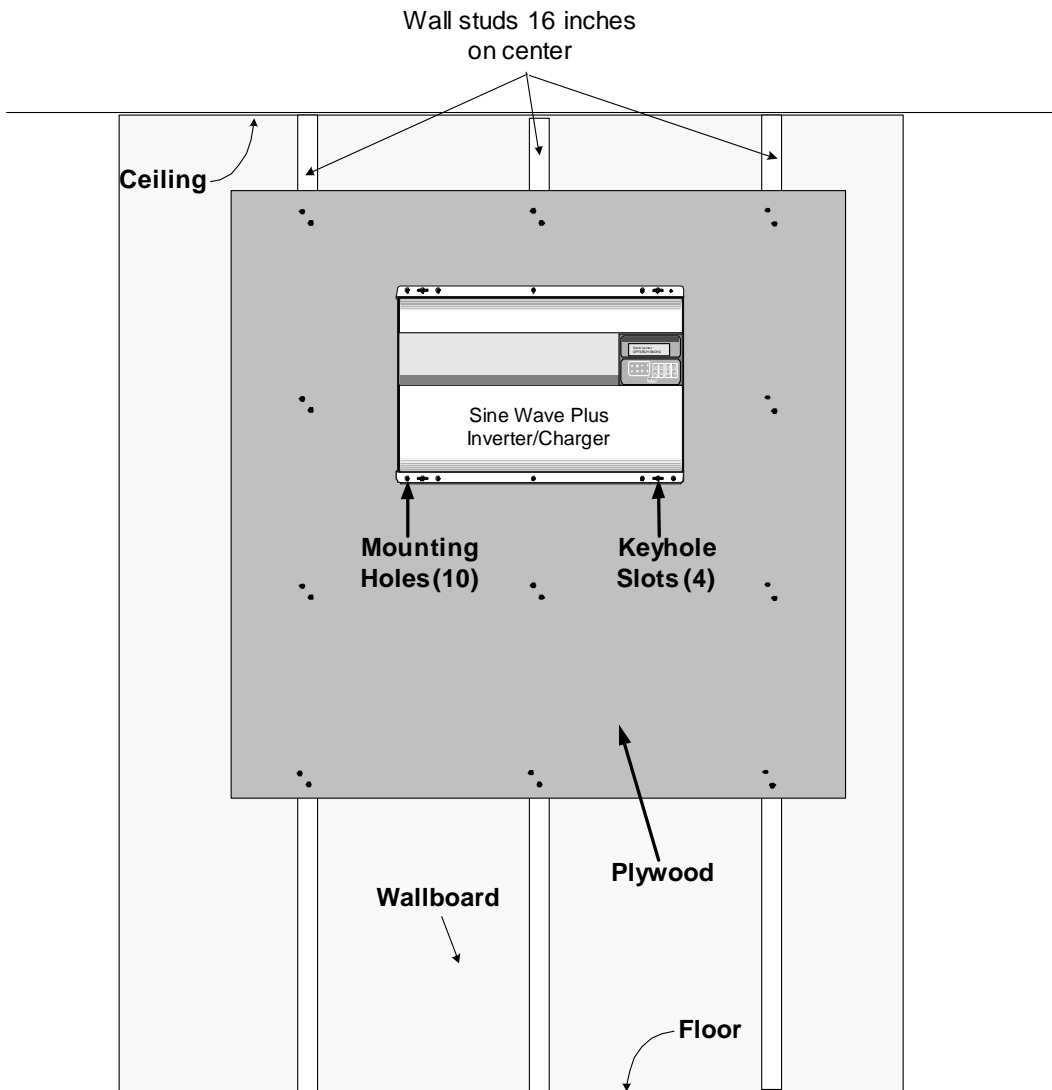 Wall studs 16 inches
on center
Ceiling
Sine Wave Plus
Inverter/Charger
Mounting
Holes (10)
Keyhole
Slots (4)
Plywood
Wallboard
Floor